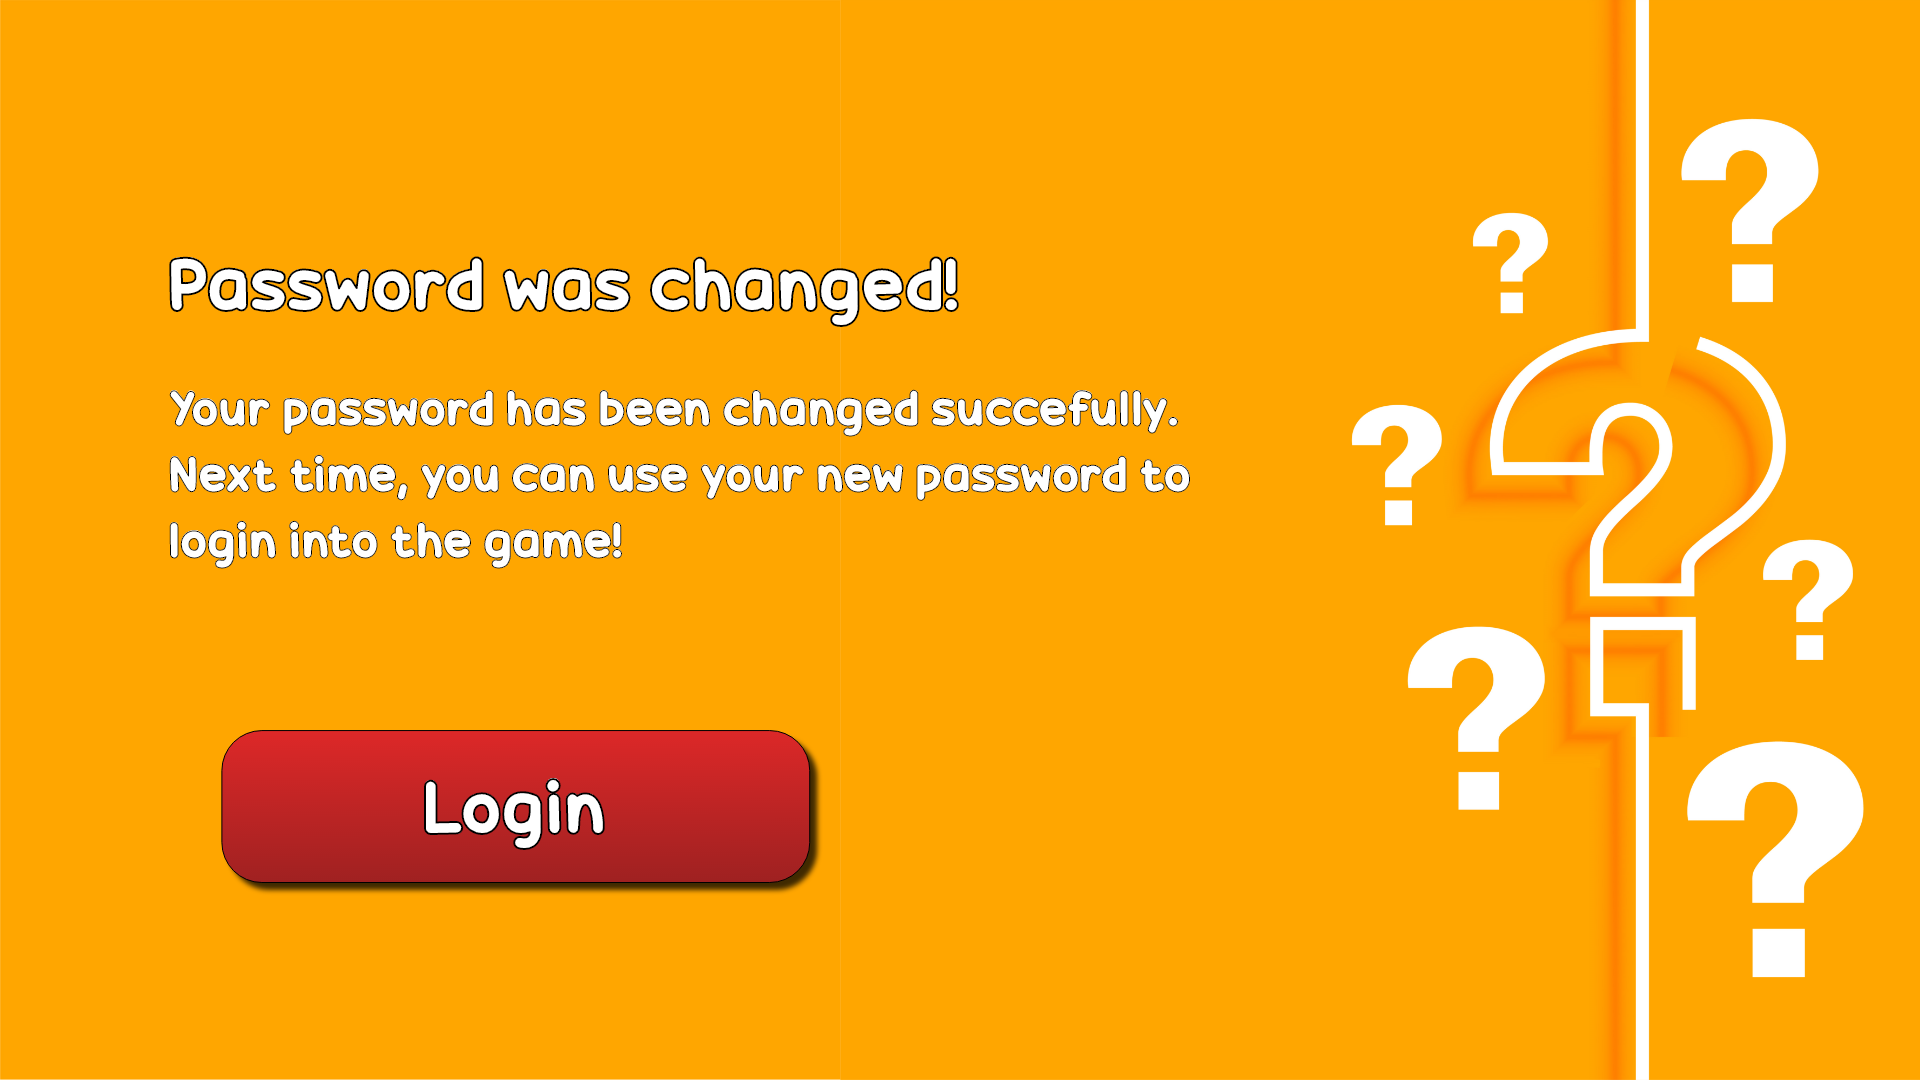 Password was changed!
Your password has been changed succefully.
Next time, you can use your new password to
login into the game!
Login
?
?
?
?
?
?
?